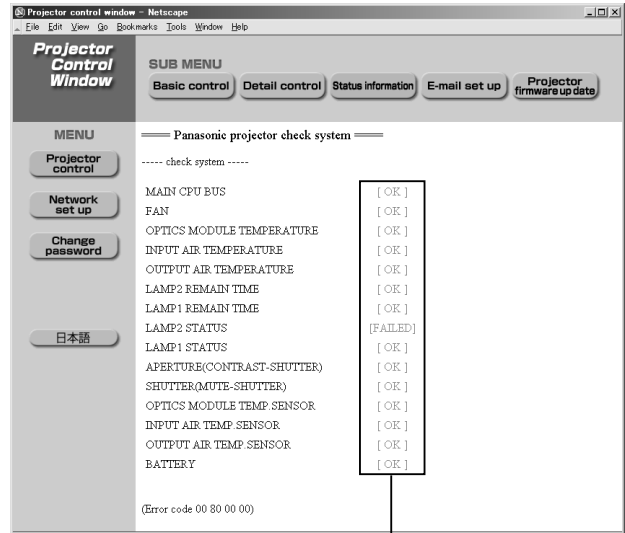 Projector control window - Netscape
File Edit View Go Bookmarks Tools Window Help
Projector
Control
Window
SUB MENU
Basic control Detail control Status information E-mail set up Projector firmware up date
MENU
Projector
control
Network
set up
Change
password
日本語
Panasonic projector check system
----- check system -----
MAIN CPU BUS [ OK ]
FAN [ OK ]
OPTICS MODULE TEMPERATURE [ OK ]
INPUT AIR TEMPERATURE [ OK ]
OUTPUT AIR TEMPERATURE [ OK ]
LAMP2 REMAIN TIME [ OK ]
LAMP1 REMAIN TIME [ OK ]
LAMP2 STATUS [FAILED]
LAMP1 STATUS [ OK ]
APERTURE(CONTRAST-SHUTTER) [ OK ]
SHUTTER(MUTE-SHUTTER) [ OK ]
OPTICS MODULE TEMP.SENSOR [ OK ]
INPUT AIR TEMP.SENSOR [ OK ]
OUTPUT AIR TEMP.SENSOR [ OK ]
BATTERY [ OK ]
(Error code 00 80 00 00)